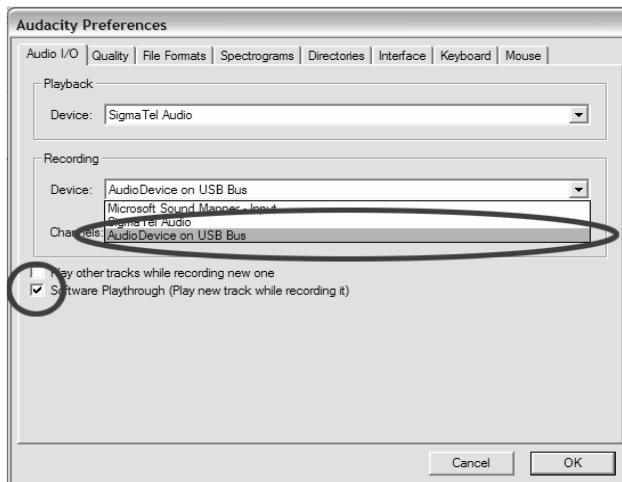 Audacity Preferences
Audio I/O Quality File Formats Spectrograms Directories Interface Keyboard Mouse
Playback
Device: SigmaTel Audio
Recording
Device: AudioDevice on USB Bus
Microsoft Sound Mapper - Input
SigmaTel Audio
Channels: AudioDevice on USB Bus
Play other tracks while recording new one
Software Playthrough (Play new track while recording it)
Cancel OK